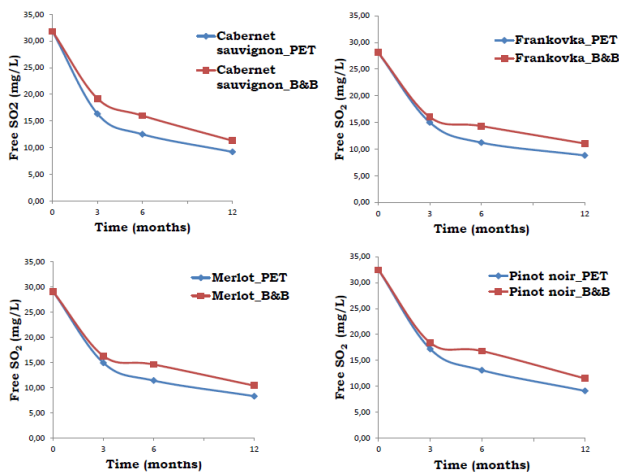 35,00
30,00
25,00
20,00
15,00
10,00
5,00
0,00
Free SO2 (mg/L)
Cabernet
sauvignon_PET
Cabernet
sauvignon_B&B
0 3 6 12
Time (months)
35,00
30,00
25,00
20,00
15,00
10,00
5,00
0,00
Free SO₂ (mg/L)
Frankovka_PET
Frankovka_B&B
0 3 6 12
Time (months)
35,00
30,00
25,00
20,00
15,00
10,00
5,00
0,00
Free SO₂ (mg/L)
Merlot_PET
Merlot_B&B
0 3 6 12
Time (months)
35,00
30,00
25,00
20,00
15,00
10,00
5,00
0,00
Free SO₂ (mg/L)
Pinot noir_PET
Pinot noir_B&B
0 3 6 12
Time (months)